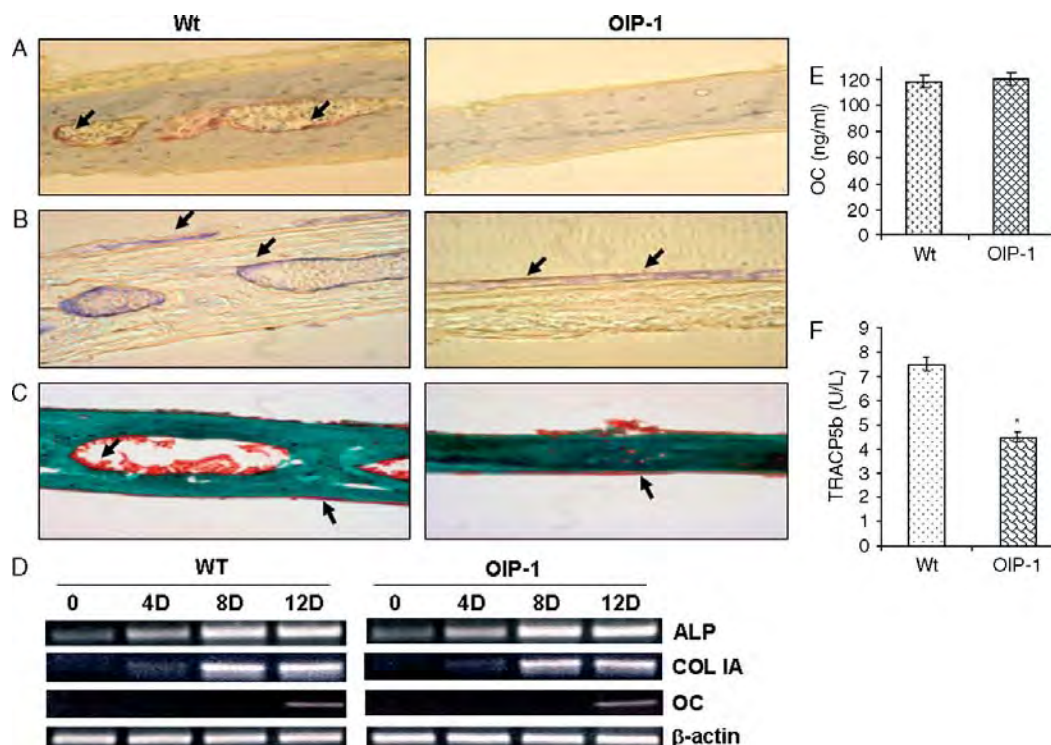 Wt
OIP-1
A
B
C
D
WT
OIP-1
0 4D 8D 12D
0 4D 8D 12D
ALP
COL IA
OC
β-actin
E
OC (ng/ml)
120
100
80
60
40
20
0
Wt
OIP-1
F
TRACP5b (U/L)
9
8
7
6
5
4
3
2
1
0
*
Wt
OIP-1